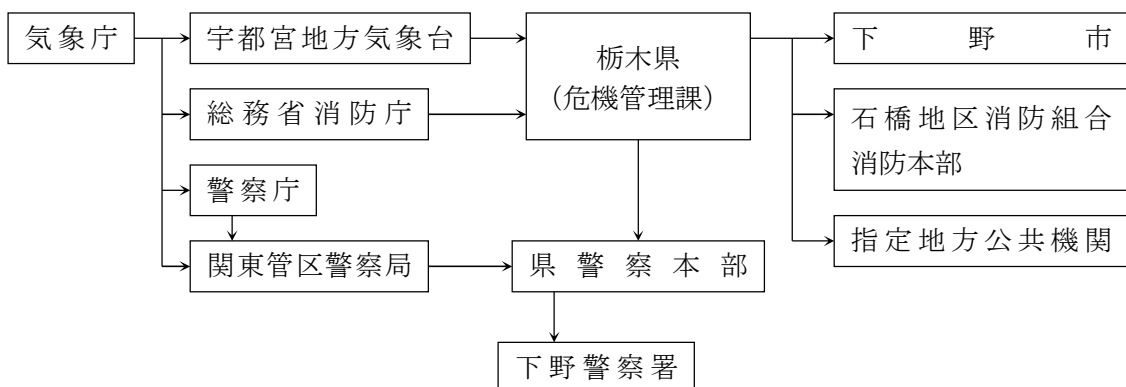 気象庁
宇都宮地方気象台
栃木県
（危機管理課）
下野市
総務省消防庁
石橋地区消防組合
消防本部
警察庁
指定地方公共機関
関東管区警察局
県警察本部
下野警察署